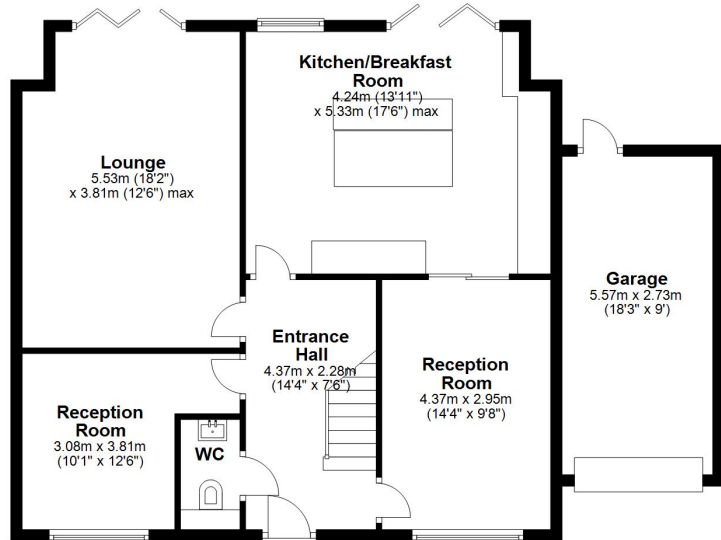 Kitchen/Breakfast
Room
4.24m (13'11")
x 5.33m (17'6") max
Lounge
5.53m (18'2")
x 3.81m (12'6") max
Garage
5.57m x 2.73m
(18'3" x 9')
Entrance
Hall
4.37m x 2.28m
(14'4" x 7'6")
Reception
Room
4.37m x 2.95m
(14'4" x 9'8")
Reception
Room
3.08m x 3.81m
(10'1" x 12'6")
WC